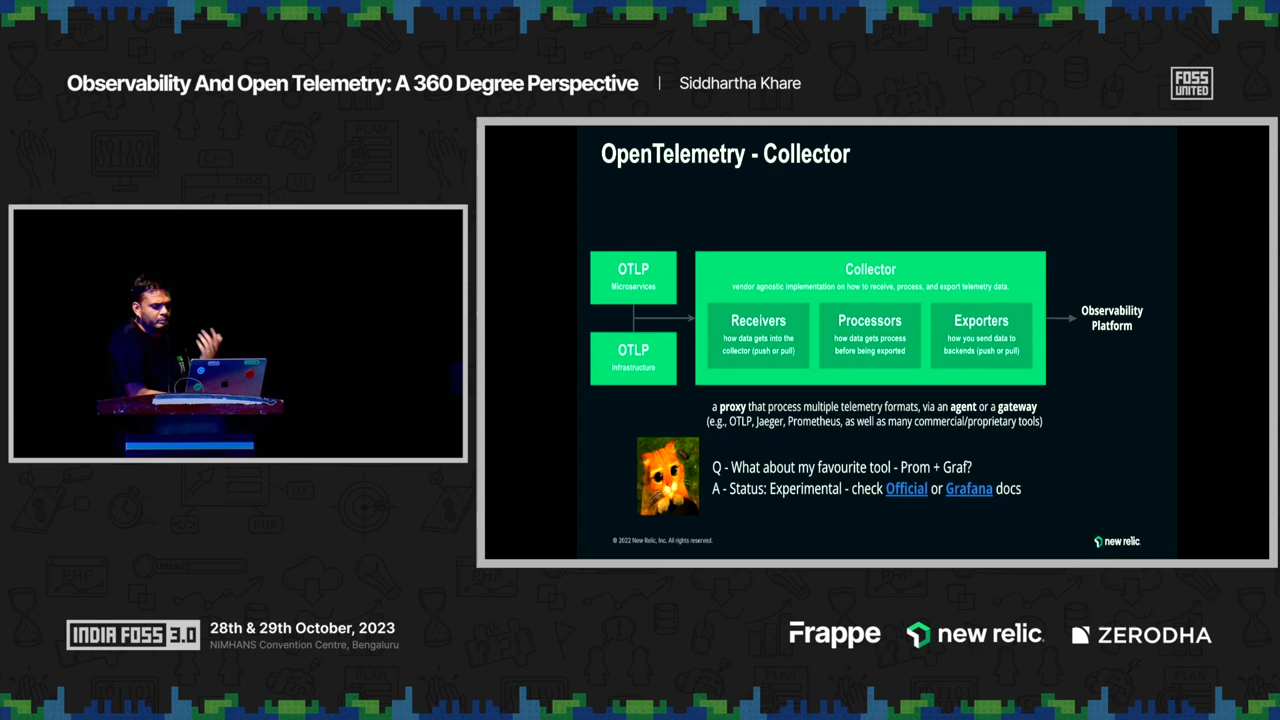 Observability And Open Telemetry: A 360 Degree Perspective | Siddhartha Khare
FOSS
UNITED
OpenTelemetry - Collector
OTLP
Microservices
OTLP
Infrastructure
Collector
vendor agnostic implementation on how to receive, process, and export telemetry data.
Receivers
how data gets into the
collector (push or pull)
Processors
how data gets process
before being exported
Exporters
how you send data to
backends (push or pull)
Observability
Platform
a proxy that process multiple telemetry formats, via an agent or a gateway
(e.g., OTLP, Jaeger, Prometheus, as well as many commercial/proprietary tools)
Q - What about my favourite tool - Prom + Graf?
A - Status: Experimental - check Official or Grafana docs
© 2022 New Relic, Inc. All rights reserved.
new relic.
INDIA FOSS 3.0
28th & 29th October, 2023
NIMHANS Convention Centre, Bengaluru
Frappe
new relic.
ZERODHA